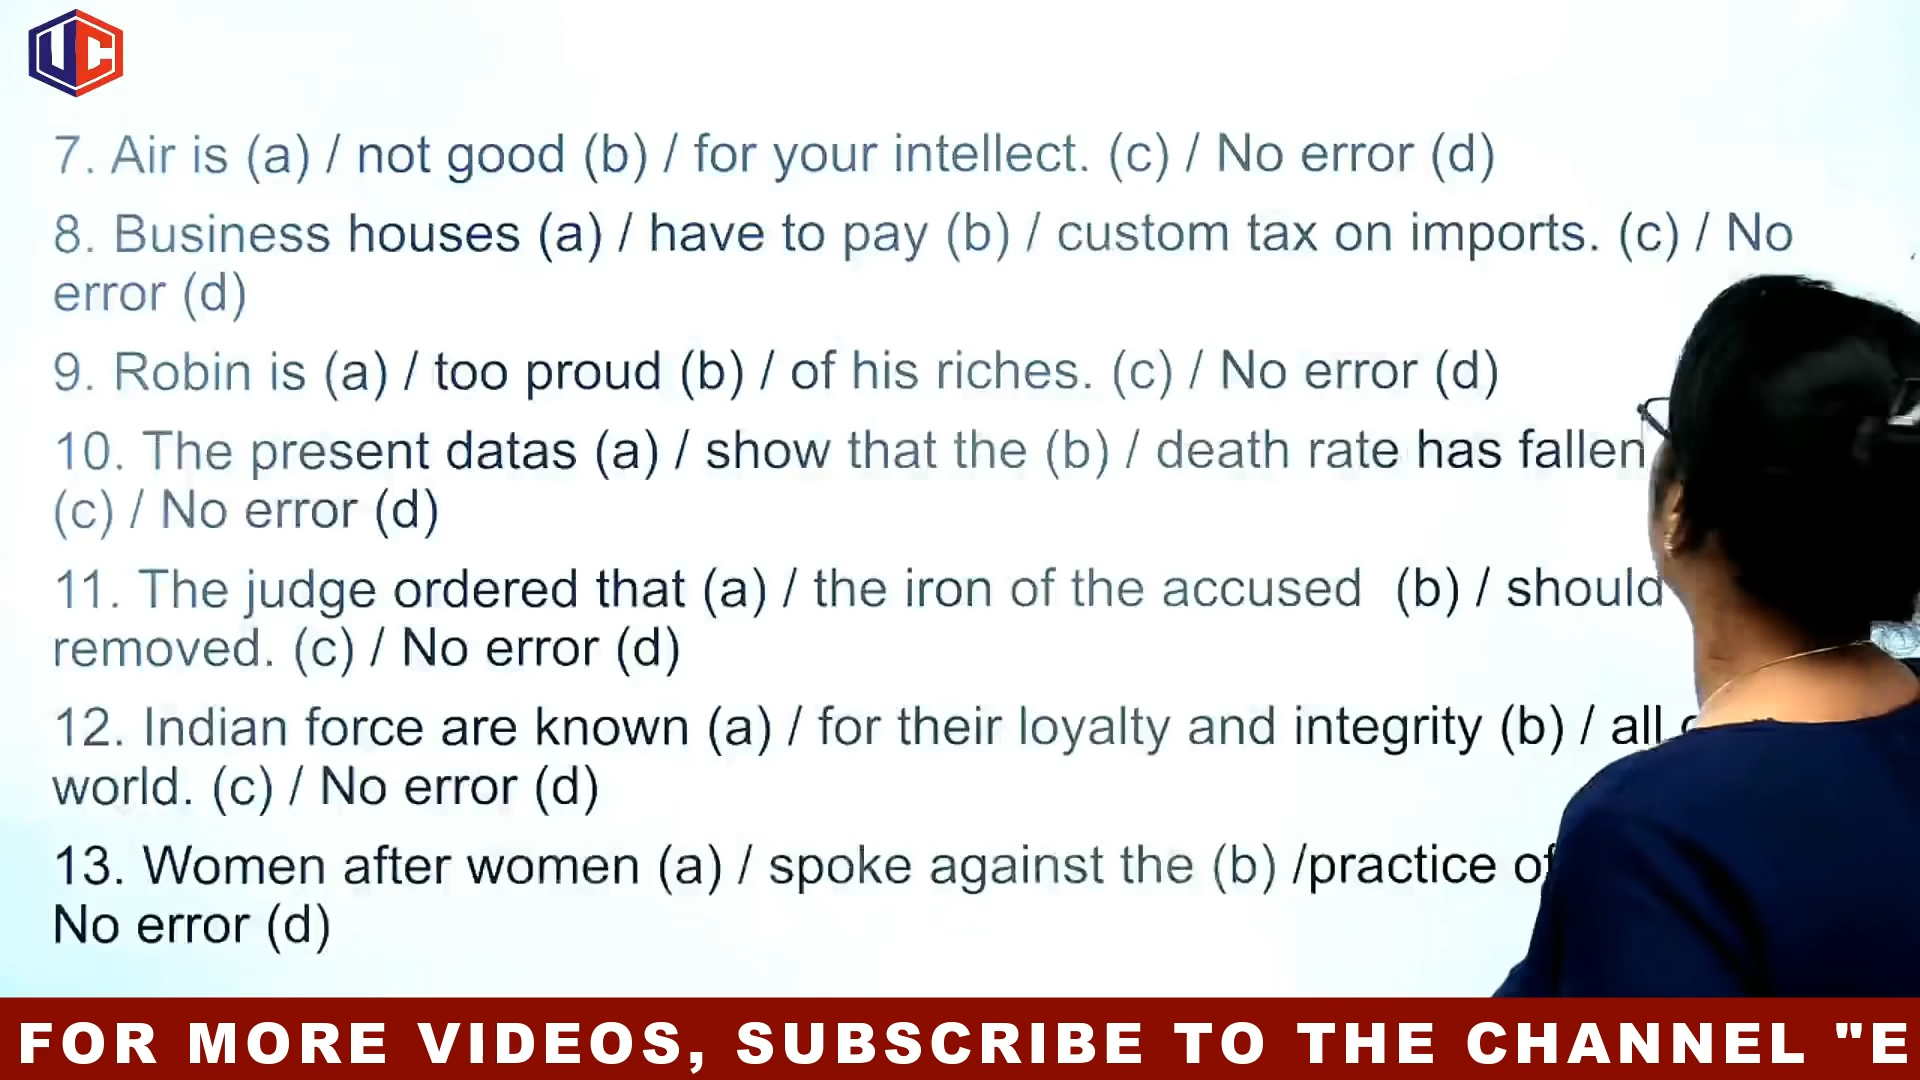 UC
7. Air is (a) / not good (b) / for your intellect. (c) / No error (d)
8. Business houses (a) / have to pay (b) / custom tax on imports. (c) / No
error (d)
9. Robin is (a) / too proud (b) / of his riches. (c) / No error (d)
10. The present datas (a) / show that the (b) / death rate has fallen
(c) / No error (d)
11. The judge ordered that (a) / the iron of the accused (b) / should
removed. (c) / No error (d)
12. Indian force are known (a) / for their loyalty and integrity (b) / all
world. (c) / No error (d)
13. Women after women (a) / spoke against the (b) /practice of
No error (d)
FOR MORE VIDEOS, SUBSCRIBE TO THE CHANNEL "E